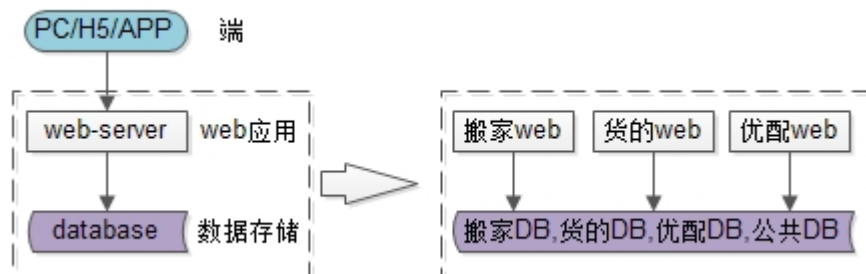 PC/H5/APP 端
web-server web应用
database 数据存储
搬家web 货的web 优配web
搬家DB,货的DB,优配DB,公共DB